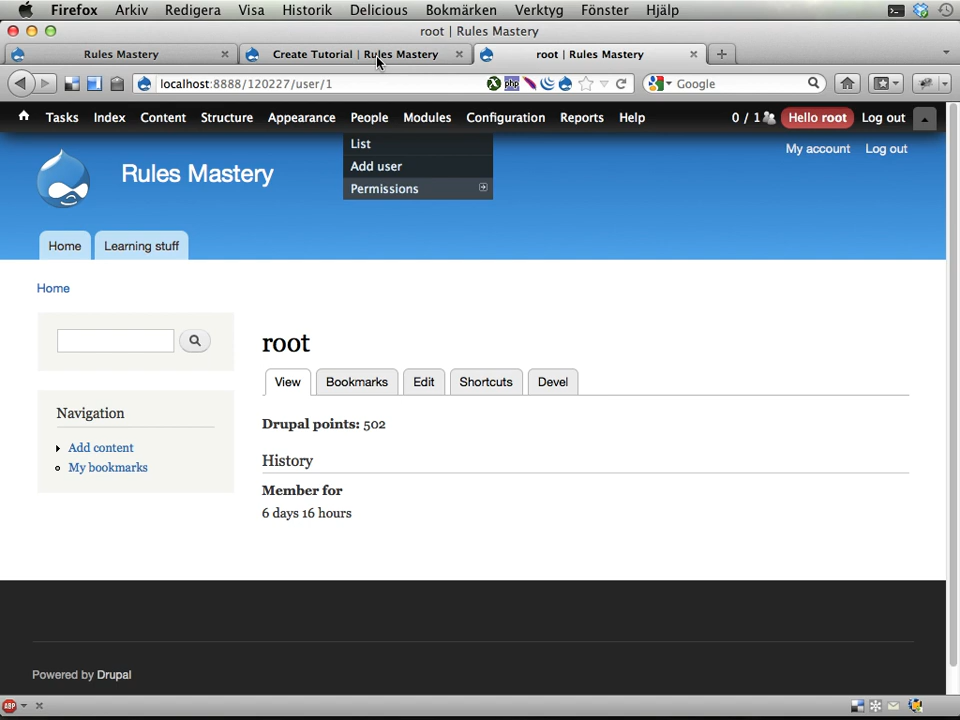 Firefox Arkiv Redigera Visa Historik Delicious Bokmärken Verktyg Fönster Hjälp
root | Rules Mastery
Rules Mastery
Create Tutorial | Rules Mastery
root | Rules Mastery
localhost:8888/120227/user/1
php
Google
Tasks Index Content Structure Appearance People Modules Configuration Reports Help 0 / 1 Hello root Log out
List
Add user
Permissions
My account Log out
Rules Mastery
Home Learning stuff
Home
root
View Bookmarks Edit Shortcuts Devel
Navigation
Add content
My bookmarks
Drupal points: 502
History
Member for
6 days 16 hours
Powered by Drupal
ABP